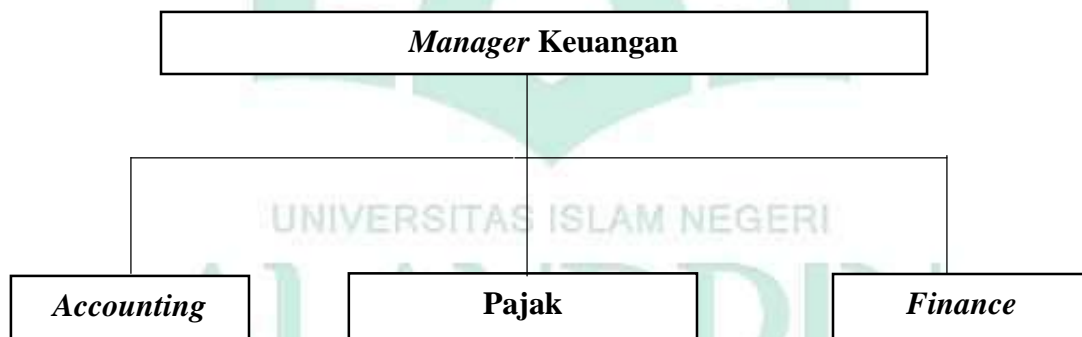 Manager Keuangan
UNIVERSITAS ISLAM NEGERI
Accounting
Pajak
Finance